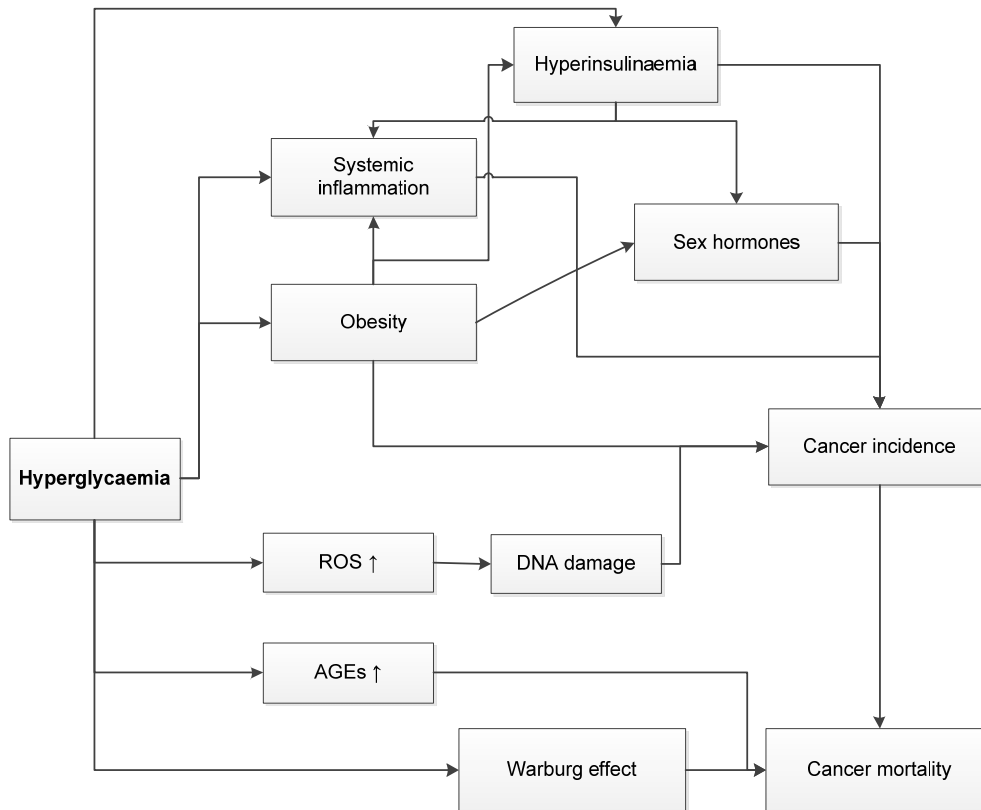 Hyperinsulinaemia
Systemic
inflammation
Sex hormones
Obesity
Cancer incidence
Hyperglycaemia
ROS ↑
DNA damage
AGEs ↑
Warburg effect
Cancer mortality